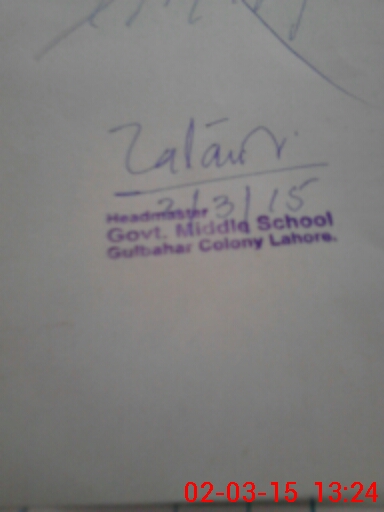 2/3/15
Headmaster
Govt. Middle School
Gulbahar Colony Lahore.
02-03-15 13:24